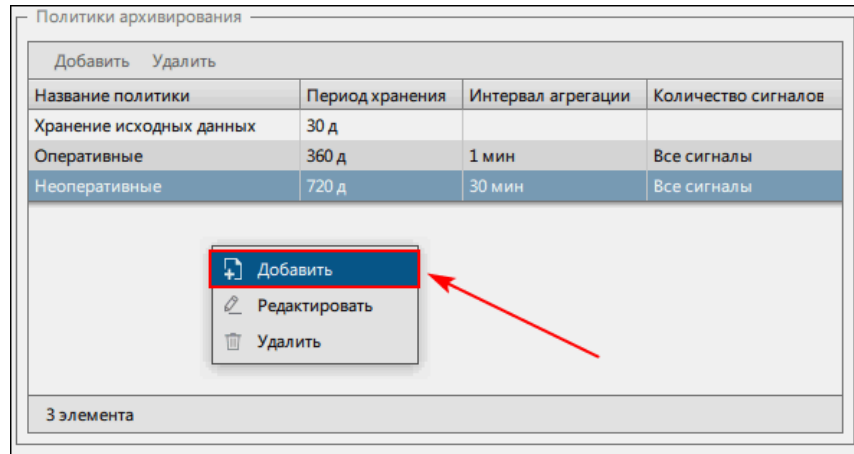 Политики архивирования
Добавить Удалить
Название политики Период хранения Интервал агрегации Количество сигналов
Хранение исходных данных 30 д
Оперативные 360 д 1 мин Все сигналы
Неоперативные 720 д 30 мин Все сигналы
Добавить
Редактировать
Удалить
3 элемента